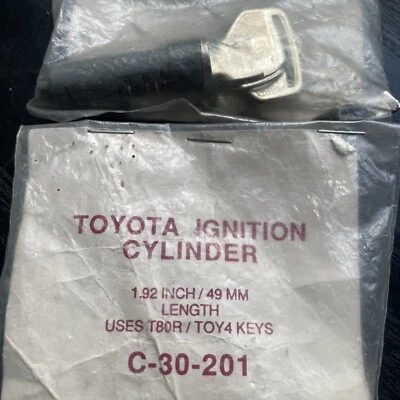 TOYOTA IGNITION
CYLINDER
1.92 INCH / 49 MM
LENGTH
USES T80R / TOY4 KEYS
C-30-201